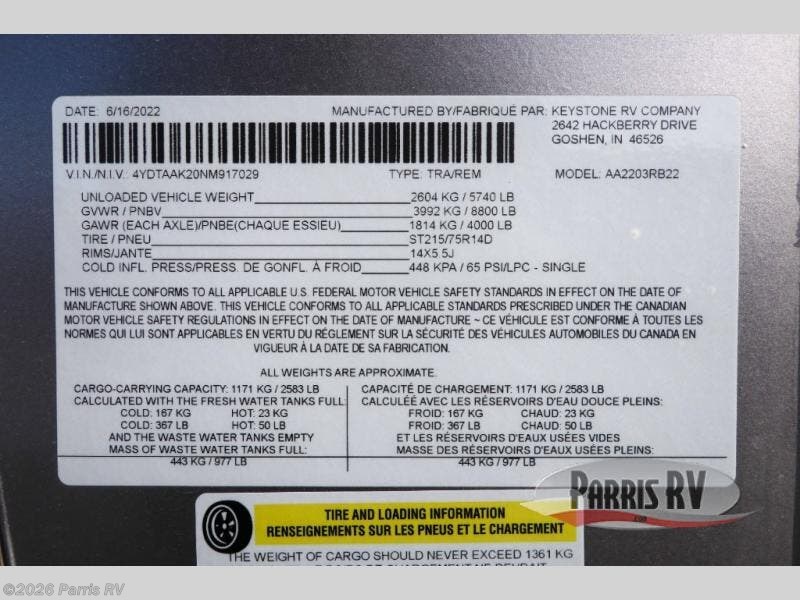 DATE: 6/16/2022 MANUFACTURED BY/FABRIQUÉ PAR: KEYSTONE RV COMPANY
2642 HACKBERRY DRIVE
GOSHEN, IN 46526
V.I.N./N.I.V.: 4YDTAAK20NM917029 TYPE: TRA/REM MODEL: AA2203RB22
UNLOADED VEHICLE WEIGHT 2604 KG / 5740 LB
GVWR / PNBV 3992 KG / 8800 LB
GAWR (EACH AXLE)/PNBE(CHAQUE ESSIEU) 1814 KG / 4000 LB
TIRE / PNEU ST215/75R14D
RIMS/JANTE 14X5.5J
COLD INFL. PRESS/PRESS. DE GONFL. À FROID 448 KPA / 65 PSI/LPC - SINGLE
THIS VEHICLE CONFORMS TO ALL APPLICABLE U.S. FEDERAL MOTOR VEHICLE SAFETY STANDARDS IN EFFECT ON THE DATE OF
MANUFACTURE SHOWN ABOVE. THIS VEHICLE CONFORMS TO ALL APPLICABLE STANDARDS PRESCRIBED UNDER THE CANADIAN
MOTOR VEHICLE SAFETY REGULATIONS IN EFFECT ON THE DATE OF MANUFACTURE ~ CE VÉHICULE EST CONFORME À TOUTES LES
NORMES QUI LUI SONT APPLICABLES EN VERTU DU RÉGLEMENT SUR LA SÉCURITÉ DES VÉHICULES AUTOMOBILES DU CANADA EN
VIGUEUR À LA DATE DE SA FABRICATION.
ALL WEIGHTS ARE APPROXIMATE.
CARGO-CARRYING CAPACITY: 1171 KG / 2583 LB
CALCULATED WITH THE FRESH WATER TANKS FULL:
COLD: 167 KG HOT: 23 KG
COLD: 367 LB HOT: 50 LB
AND THE WASTE WATER TANKS EMPTY
MASS OF WASTE WATER TANKS FULL:
443 KG / 977 LB
CAPACITÉ DE CHARGEMENT: 1171 KG / 2583 LB
CALCULÉE AVEC LES RÉSERVOIRS D'EAU DOUCE PLEINS:
FROID: 167 KG CHAUD: 23 KG
FROID: 367 LB CHAUD: 50 LB
ET LES RÉSERVOIRS D'EAUX USÉES VIDES
MASSE DES RÉSERVOIRS D'EAUX USÉES PLEINS:
443 KG / 977 LB
PARRIS RV
.COM
TIRE AND LOADING INFORMATION
RENSEIGNEMENTS SUR LES PNEUS ET LE CHARGEMENT
THE WEIGHT OF CARGO SHOULD NEVER EXCEED 1361 KG
©2026 Parris RV